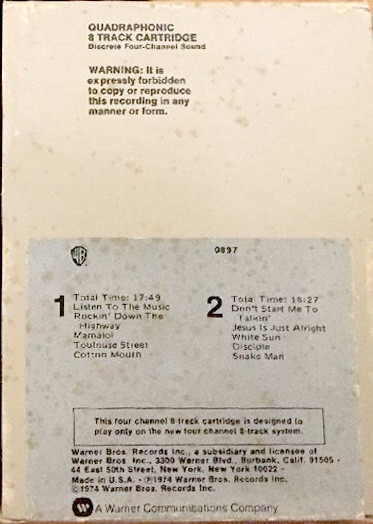 QUADRAPHONIC
8 TRACK CARTRIDGE
Discrete Four-Channel Sound
WARNING: It is
expressly forbidden
to copy or reproduce
this recording in any
manner or form.
WB
0897
1 Total Time: 17:49
Listen To The Music
Rockin' Down The
Highway
Mamaloi
Toulouse Street
Cotton Mouth
2 Total Time: 18:27
Don't Start Me To
Talkin'
Jesus Is Just Alright
White Sun
Disciple
Snake Man
This four channel 8-track cartridge is designed to
play only on the new four channel 8-track system.
Warner Bros. Records Inc., a subsidiary and licensee of
Warner Bros. Inc., 3300 Warner Blvd., Burbank, Calif. 91505 •
44 East 50th Street, New York, New York 10022 •
Made in U.S.A. • ℗1974 Warner Bros. Records Inc.
©1974 Warner Bros. Records Inc.
A Warner Communications Company